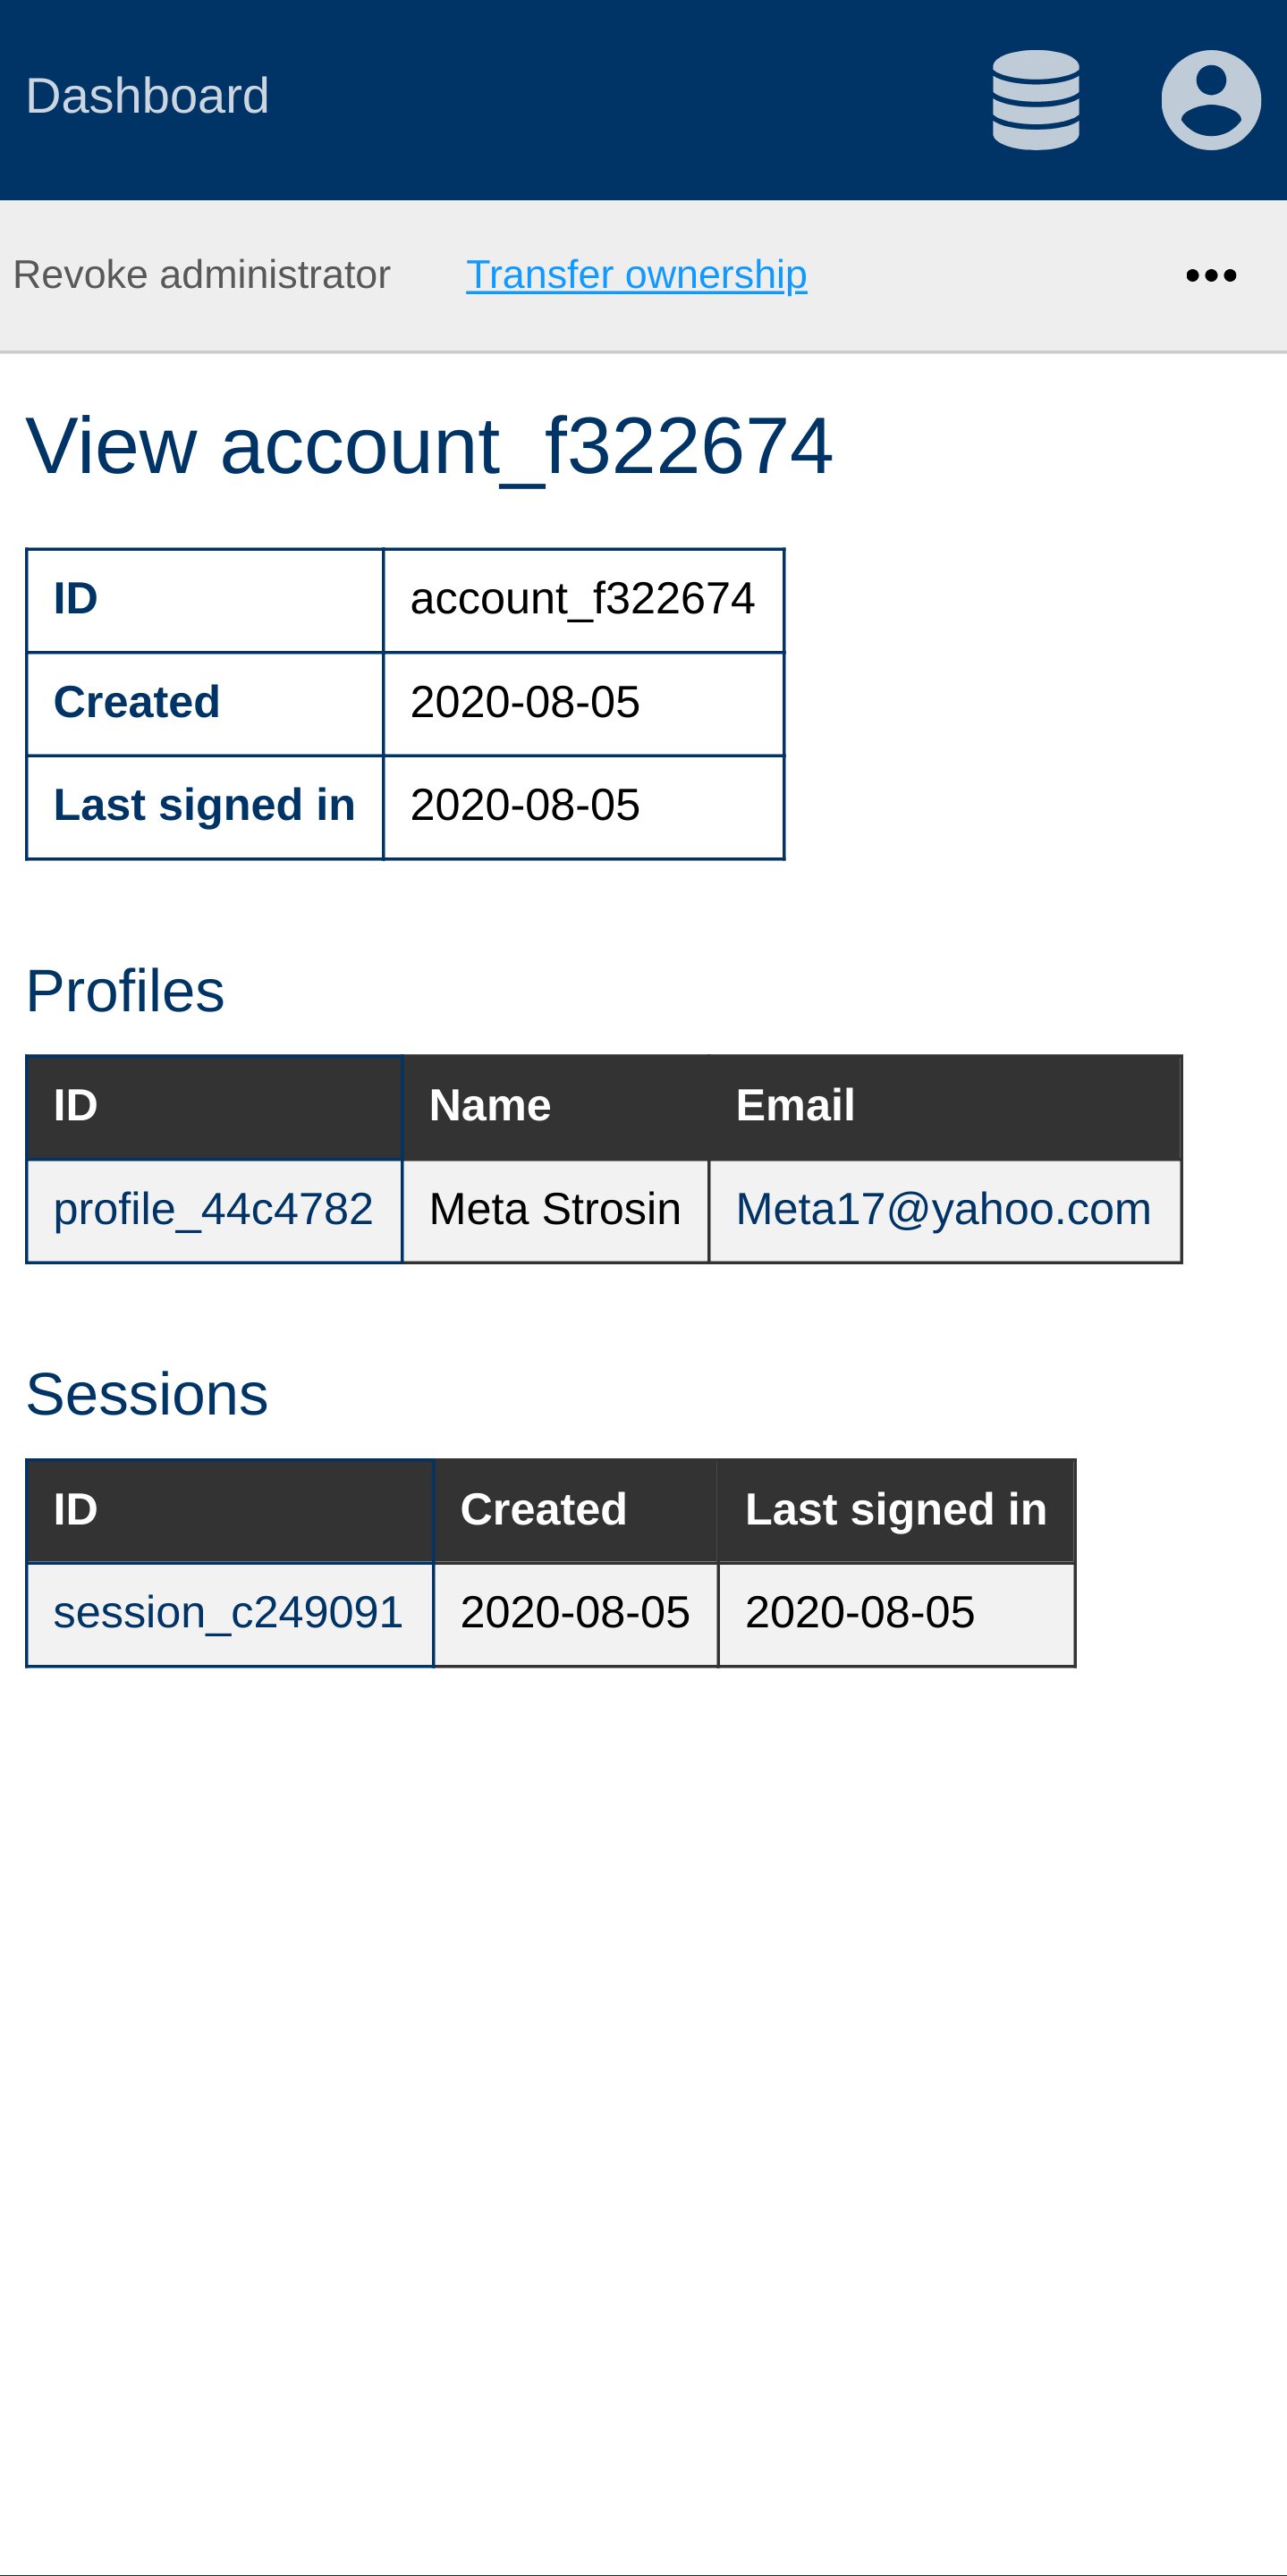 Dashboard
Revoke administrator Transfer ownership •••
View account_f322674
ID account_f322674
Created 2020-08-05
Last signed in 2020-08-05
Profiles
ID Name Email
profile_44c4782 Meta Strosin Meta17@yahoo.com
Sessions
ID Created Last signed in
session_c249091 2020-08-05 2020-08-05